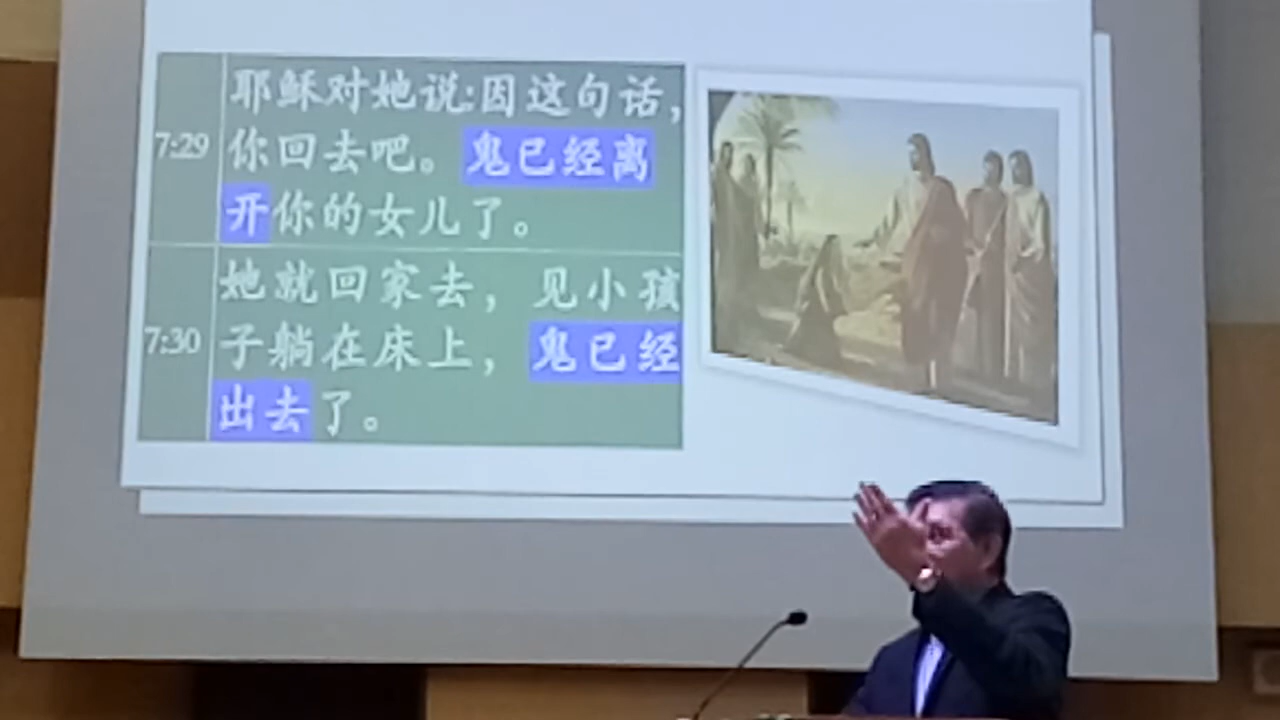 耶稣对她说:因这句话,
7:29 你回去吧。鬼已经离
开你的女儿了。
她就回家去,见小孩
7:30 子躺在床上,鬼已经
出去了。